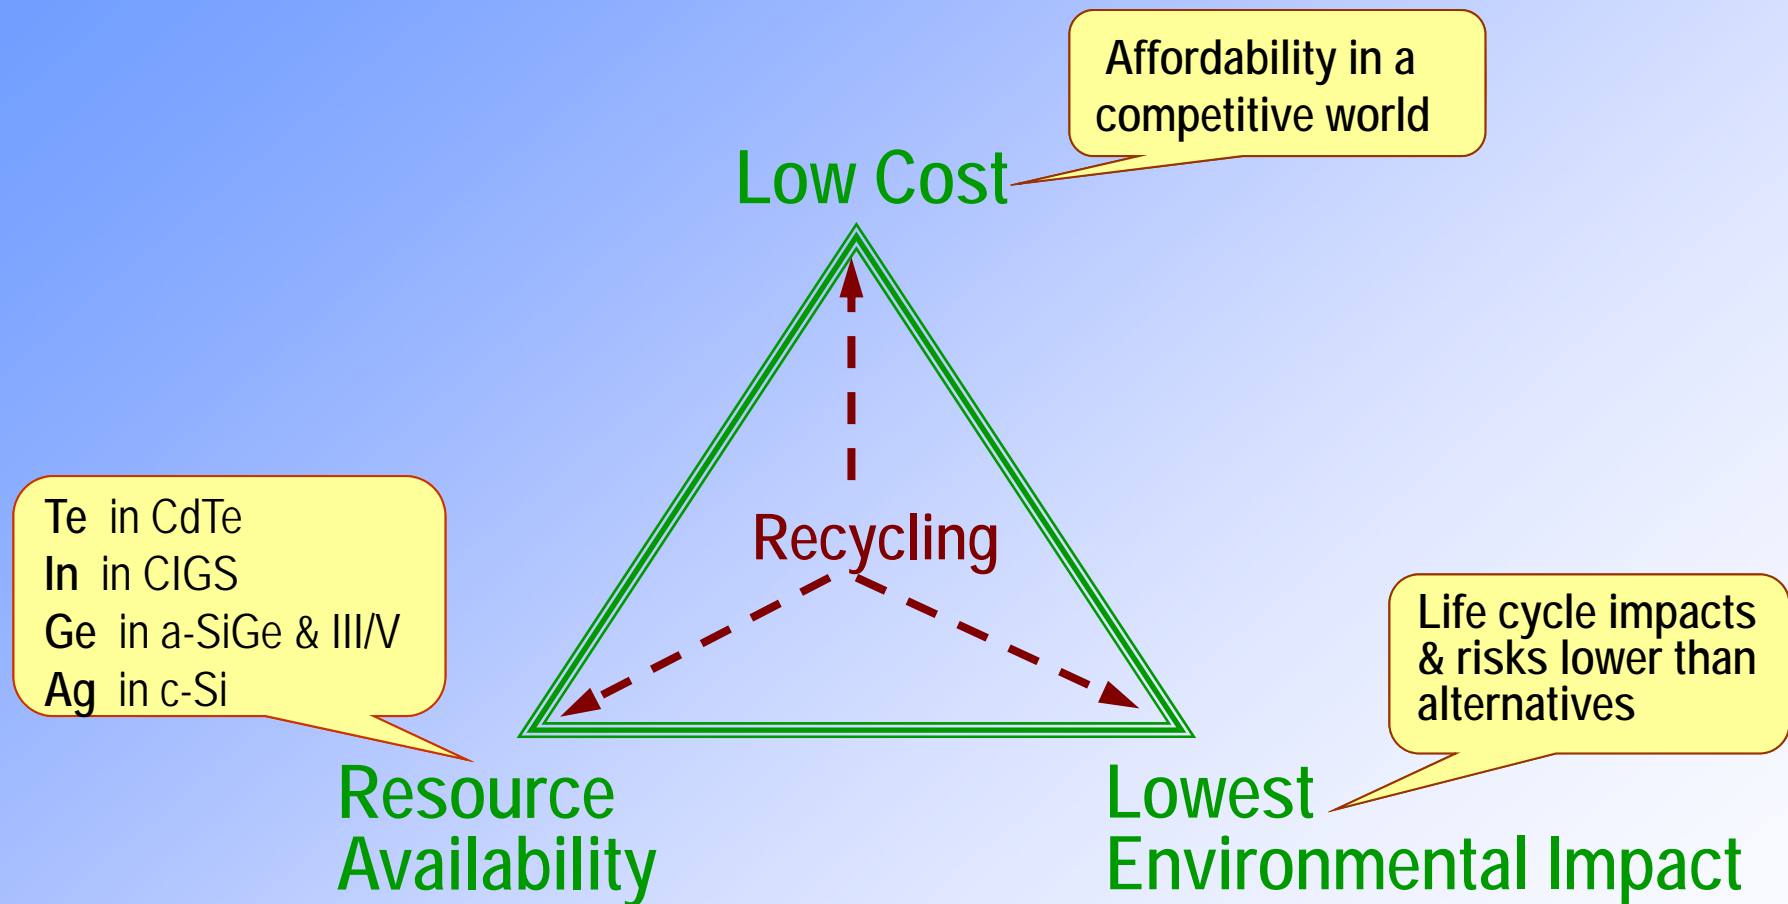 Affordability in a
competitive world
Low Cost
Te in CdTe
In in CIGS
Ge in a-SiGe & III/V
Ag in c-Si
Recycling
Life cycle impacts
& risks lower than
alternatives
Resource
Availability
Lowest
Environmental Impact